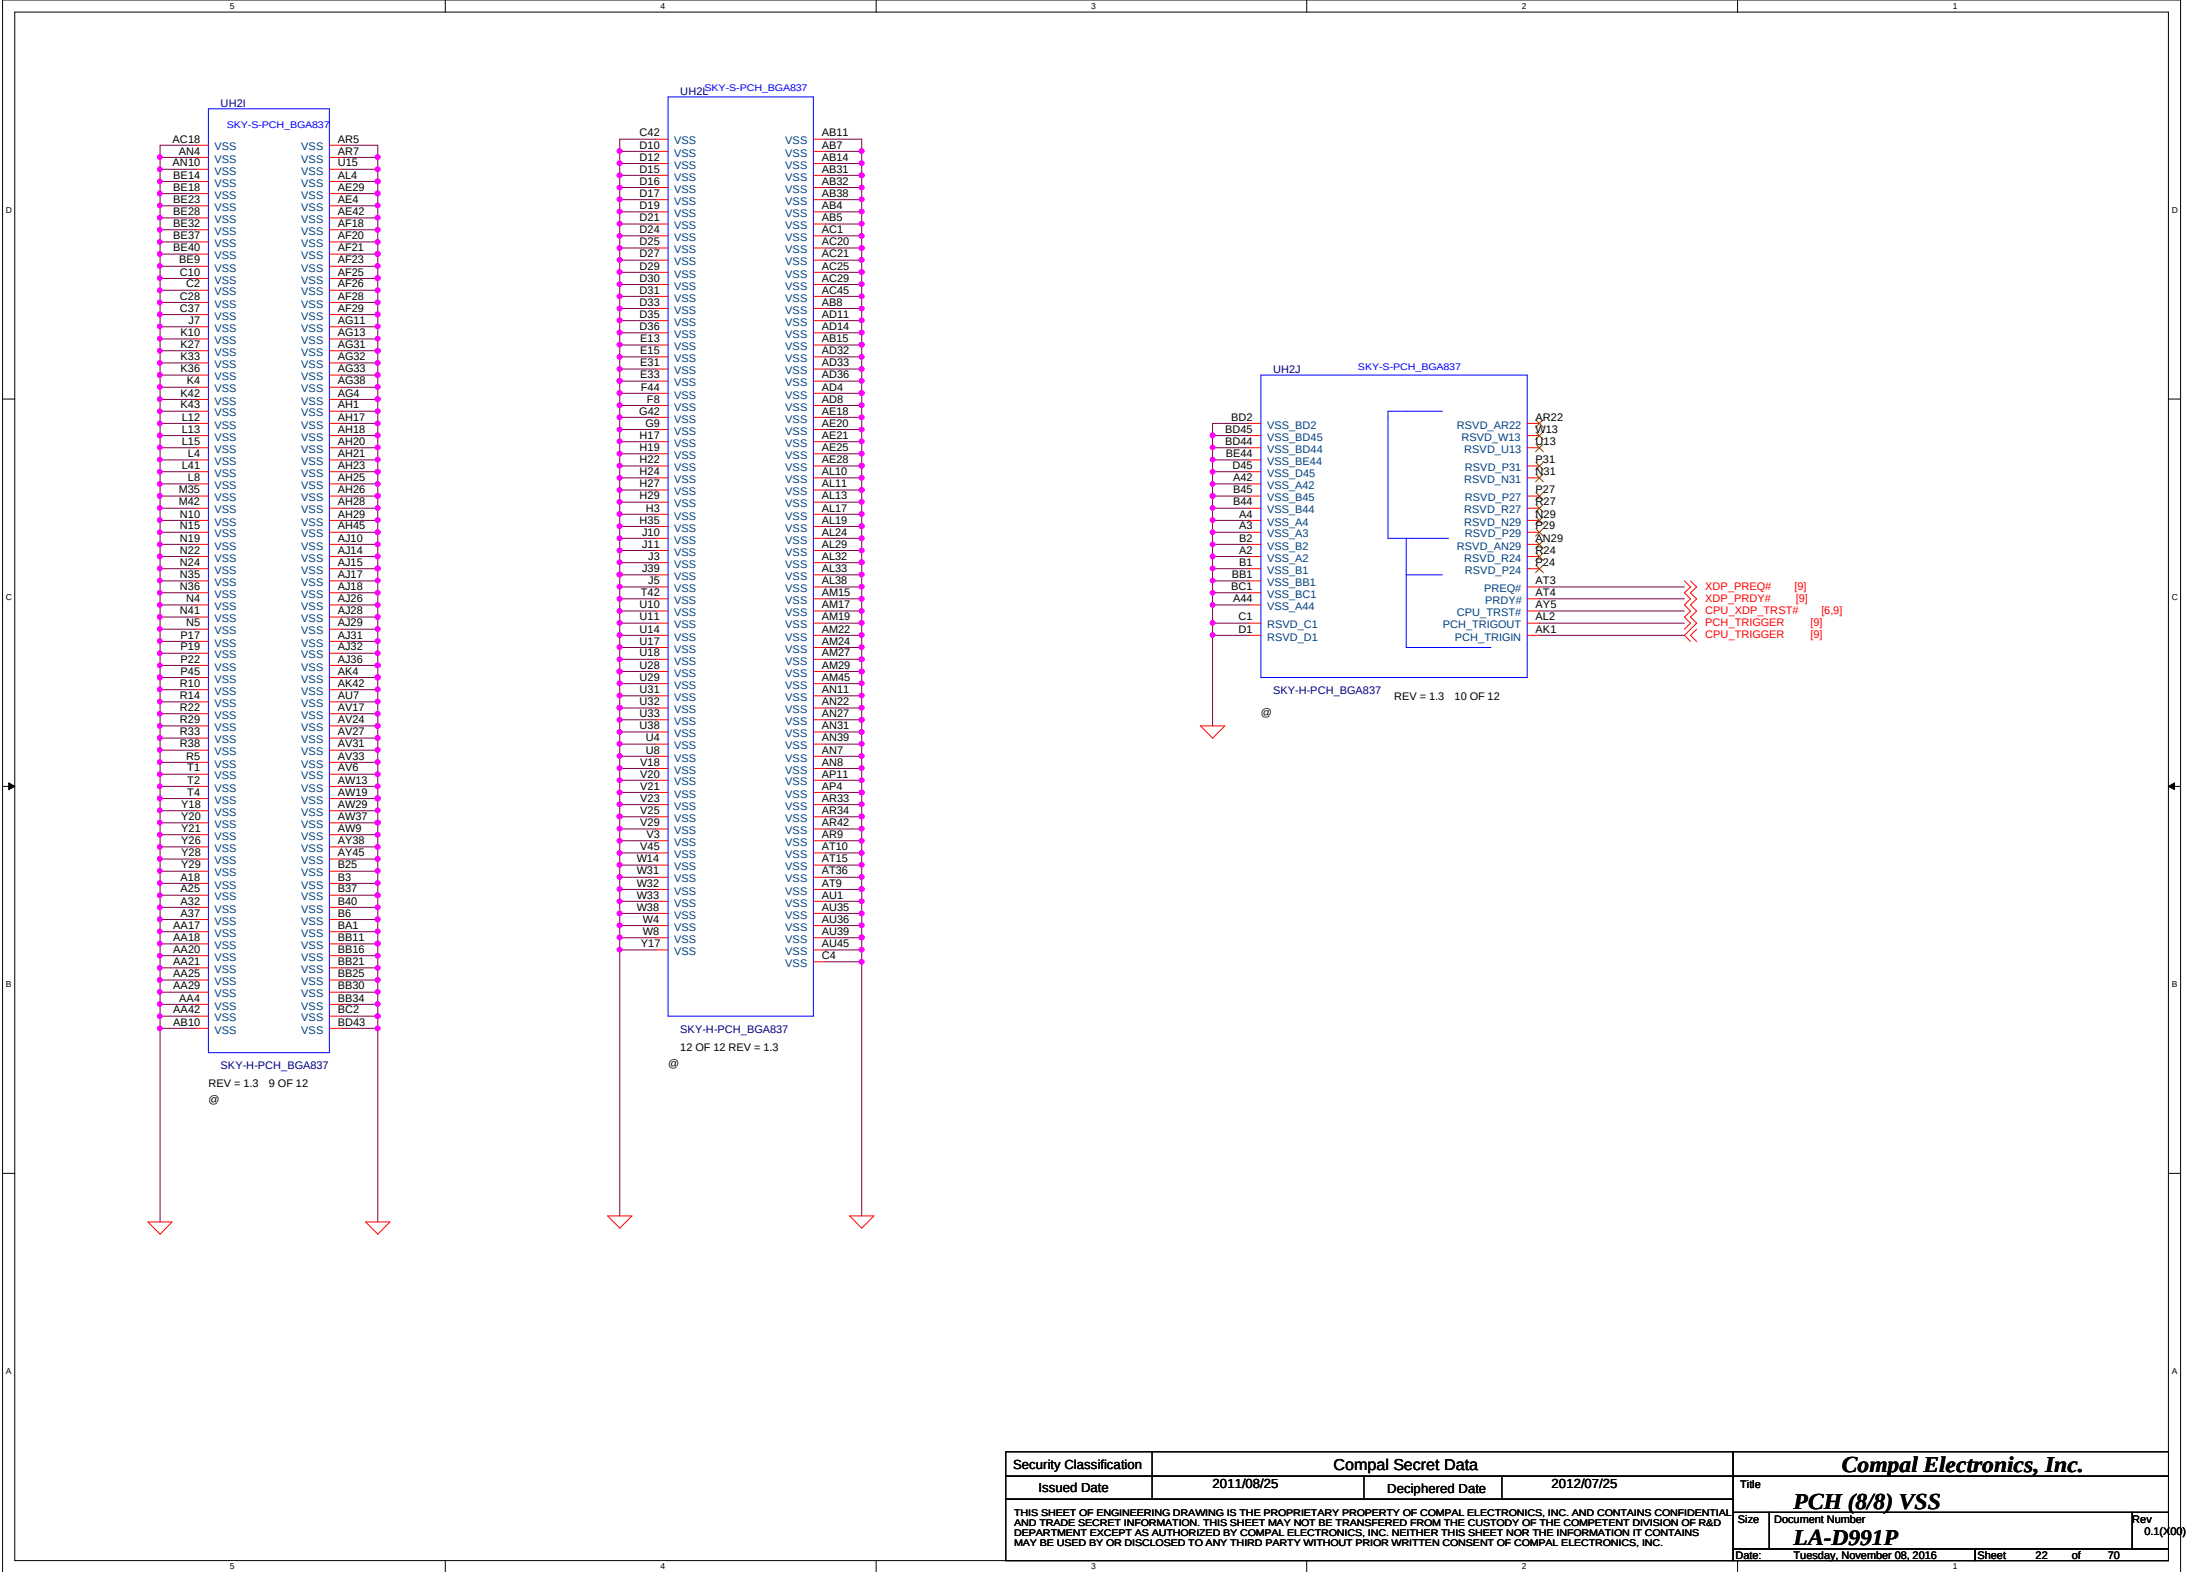 5 4 3 2 1
UH2I
SKY-S-PCH_BGA837
AC18 VSS VSS AR5
AN4 VSS VSS AR7
AN10 VSS VSS U15
BE14 VSS VSS AL4
BE18 VSS VSS AE29
BE23 VSS VSS AE4
BE28 VSS VSS AE42
BE32 VSS VSS AF18
BE37 VSS VSS AF20
BE40 VSS VSS AF21
BE9 VSS VSS AF23
C10 VSS VSS AF25
C2 VSS VSS AF26
C28 VSS VSS AF28
C37 VSS VSS AF29
J7 VSS VSS AG11
K10 VSS VSS AG13
K27 VSS VSS AG31
K33 VSS VSS AG32
K36 VSS VSS AG33
K4 VSS VSS AG38
K42 VSS VSS AG4
K43 VSS VSS AH1
L12 VSS VSS AH17
L13 VSS VSS AH18
L15 VSS VSS AH20
L4 VSS VSS AH21
L41 VSS VSS AH23
L8 VSS VSS AH25
M35 VSS VSS AH26
M42 VSS VSS AH28
N10 VSS VSS AH29
N15 VSS VSS AH45
N19 VSS VSS AJ10
N22 VSS VSS AJ14
N24 VSS VSS AJ15
N35 VSS VSS AJ17
N36 VSS VSS AJ18
N4 VSS VSS AJ26
N41 VSS VSS AJ28
N5 VSS VSS AJ29
P17 VSS VSS AJ31
P19 VSS VSS AJ32
P22 VSS VSS AJ36
P45 VSS VSS AK4
R10 VSS VSS AK42
R14 VSS VSS AU7
R22 VSS VSS AV17
R29 VSS VSS AV24
R33 VSS VSS AV27
R38 VSS VSS AV31
R5 VSS VSS AV33
T1 VSS VSS AV6
T2 VSS VSS AW13
T4 VSS VSS AW19
Y18 VSS VSS AW29
Y20 VSS VSS AW37
Y21 VSS VSS AW9
Y26 VSS VSS AY38
Y28 VSS VSS AY45
Y29 VSS VSS B25
A18 VSS VSS B3
A25 VSS VSS B37
A32 VSS VSS B40
A37 VSS VSS B6
AA17 VSS VSS BA1
AA18 VSS VSS BB11
AA20 VSS VSS BB16
AA21 VSS VSS BB21
AA25 VSS VSS BB25
AA29 VSS VSS BB30
AA4 VSS VSS BB34
AA42 VSS VSS BC2
AB10 VSS VSS BD43
SKY-H-PCH_BGA837
REV = 1.3 9 OF 12
@
UH2L SKY-S-PCH_BGA837
C42 VSS VSS AB11
D10 VSS VSS AB7
D12 VSS VSS AB14
D15 VSS VSS AB31
D16 VSS VSS AB32
D17 VSS VSS AB38
D19 VSS VSS AB4
D21 VSS VSS AB5
D24 VSS VSS AC1
D25 VSS VSS AC20
D27 VSS VSS AC21
D29 VSS VSS AC25
D30 VSS VSS AC29
D31 VSS VSS AC45
D33 VSS VSS AB8
D35 VSS VSS AD11
D36 VSS VSS AD14
E13 VSS VSS AB15
E15 VSS VSS AD32
E31 VSS VSS AD33
E33 VSS VSS AD36
F44 VSS VSS AD4
F8 VSS VSS AD8
G42 VSS VSS AE18
G9 VSS VSS AE20
H17 VSS VSS AE21
H19 VSS VSS AE25
H22 VSS VSS AE28
H24 VSS VSS AL10
H27 VSS VSS AL11
H29 VSS VSS AL13
H3 VSS VSS AL17
H35 VSS VSS AL19
J10 VSS VSS AL24
J11 VSS VSS AL29
J3 VSS VSS AL32
J39 VSS VSS AL33
J5 VSS VSS AL38
T42 VSS VSS AM15
U10 VSS VSS AM17
U11 VSS VSS AM19
U14 VSS VSS AM22
U17 VSS VSS AM24
U18 VSS VSS AM27
U28 VSS VSS AM29
U29 VSS VSS AM45
U31 VSS VSS AN11
U32 VSS VSS AN22
U33 VSS VSS AN27
U38 VSS VSS AN31
U4 VSS VSS AN39
U8 VSS VSS AN7
V18 VSS VSS AN8
V20 VSS VSS AP11
V21 VSS VSS AP4
V23 VSS VSS AR33
V25 VSS VSS AR34
V29 VSS VSS AR42
V3 VSS VSS AR9
V45 VSS VSS AT10
W14 VSS VSS AT15
W31 VSS VSS AT36
W32 VSS VSS AT9
W33 VSS VSS AU1
W38 VSS VSS AU35
W4 VSS VSS AU36
W8 VSS VSS AU39
Y17 VSS VSS AU45
VSS C4
SKY-H-PCH_BGA837
12 OF 12 REV = 1.3
@
UH2J SKY-S-PCH_BGA837
BD2 VSS_BD2 RSVD_AR22 AR22
BD45 VSS_BD45 RSVD_W13 W13
BD44 VSS_BD44 RSVD_U13 U13
BE44 VSS_BE44
D45 VSS_D45 RSVD_P31 P31
A42 VSS_A42 RSVD_N31 N31
B45 VSS_B45 RSVD_P27 P27
B44 VSS_B44 RSVD_R27 R27
A4 VSS_A4 RSVD_N29 N29
A3 VSS_A3 RSVD_P29 P29
B2 VSS_B2 RSVD_AN29 AN29
A2 VSS_A2 RSVD_R24 R24
B1 VSS_B1 RSVD_P24 P24
BB1 VSS_BB1 PREQ# AT3 XDP_PREQ# [9]
BC1 VSS_BC1 PRDY# AT4 XDP_PRDY# [9]
A44 VSS_A44 CPU_TRST# AY5 CPU_XDP_TRST# [6,9]
C1 RSVD_C1 PCH_TRIGOUT AL2 PCH_TRIGGER [9]
D1 RSVD_D1 PCH_TRIGIN AK1 CPU_TRIGGER [9]
SKY-H-PCH_BGA837 REV = 1.3 10 OF 12
@
D D
C C
B B
A A
Security Classification Compal Secret Data
Issued Date 2011/08/25 Deciphered Date 2012/07/25
THIS SHEET OF ENGINEERING DRAWING IS THE PROPRIETARY PROPERTY OF COMPAL ELECTRONICS, INC. AND CONTAINS CONFIDENTIAL
AND TRADE SECRET INFORMATION. THIS SHEET MAY NOT BE TRANSFERED FROM THE CUSTODY OF THE COMPETENT DIVISION OF R&D
DEPARTMENT EXCEPT AS AUTHORIZED BY COMPAL ELECTRONICS, INC. NEITHER THIS SHEET NOR THE INFORMATION IT CONTAINS
MAY BE USED BY OR DISCLOSED TO ANY THIRD PARTY WITHOUT PRIOR WRITTEN CONSENT OF COMPAL ELECTRONICS, INC.
Compal Electronics, Inc.
Title
PCH (8/8) VSS
Size Document Number Rev
LA-D991P 0.1(X00)
Date: Tuesday, November 08, 2016 Sheet 22 of 70
5 4 3 2 1